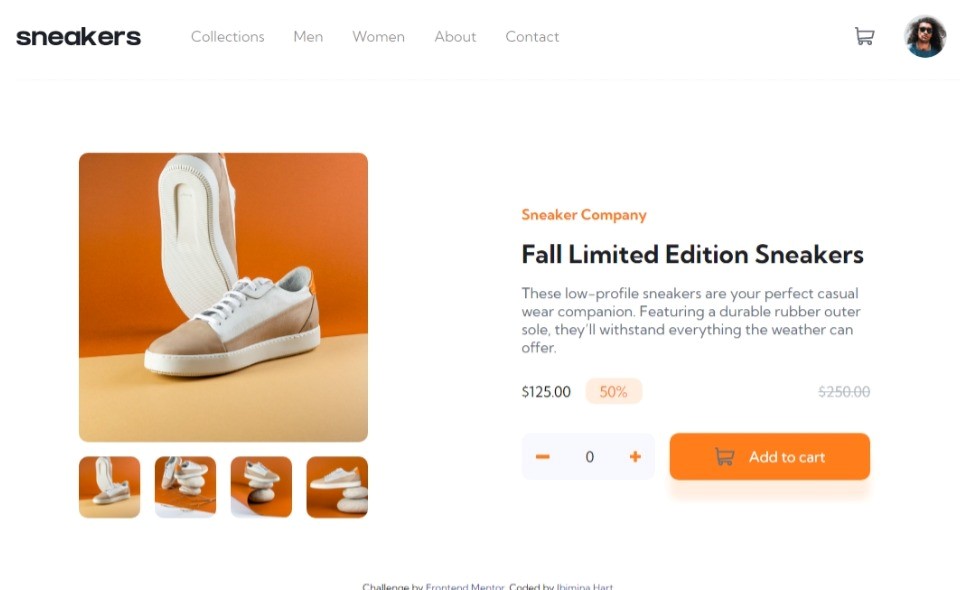 sneakers Collections Men Women About Contact
Sneaker Company
Fall Limited Edition Sneakers
These low-profile sneakers are your perfect casual
wear companion. Featuring a durable rubber outer
sole, they'll withstand everything the weather can
offer.
$125.00 50% $250.00
0 Add to cart
Challenge by Frontend Mentor. Coded by Ibimina Hart.